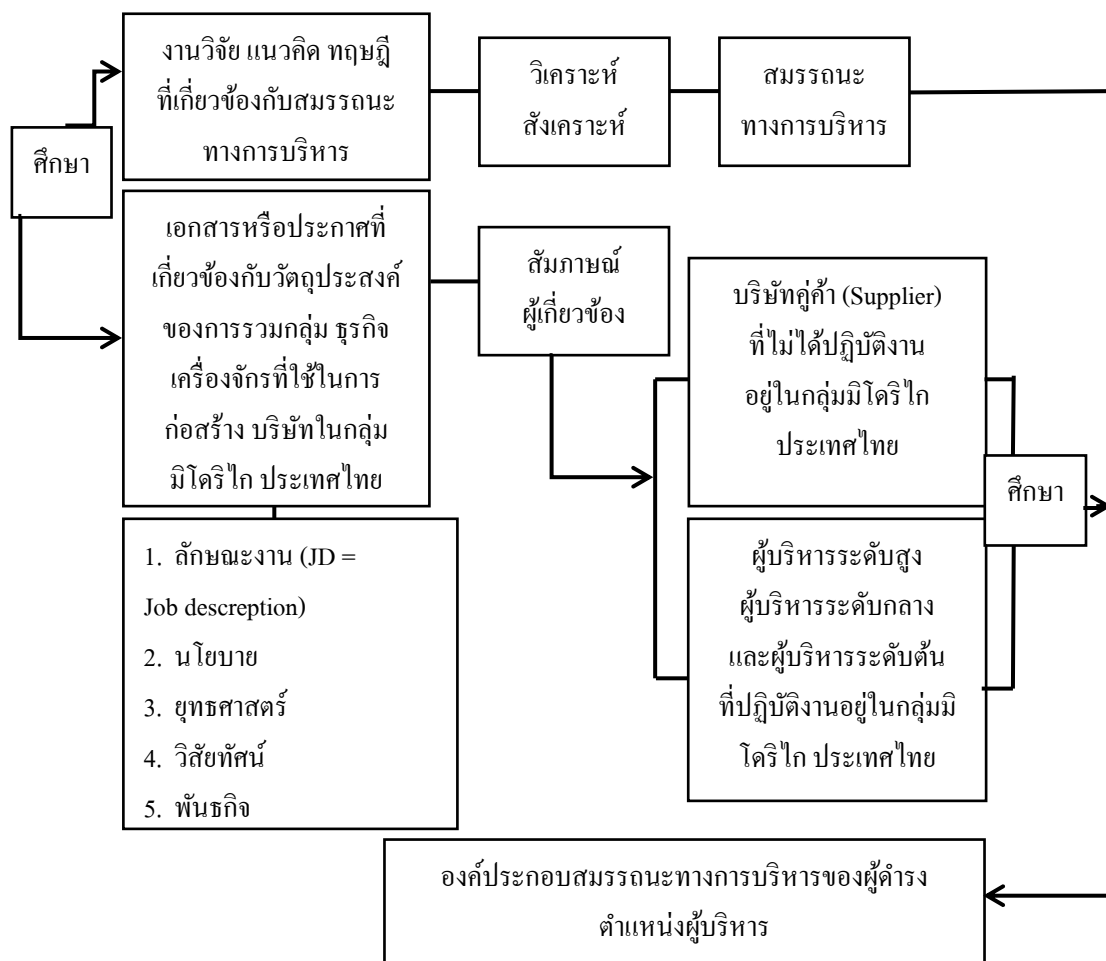 ศึกษา
งานวิจัย แนวคิด ทฤษฎี
ที่เกี่ยวข้องกับสมรรถนะ
ทางการบริหาร
วิเคราะห์
สังเคราะห์
สมรรถนะ
ทางการบริหาร
เอกสารหรือประกาศที่
เกี่ยวข้องกับวัตถุประสงค์
ของการรวมกลุ่ม ธุรกิจ
เครื่องจักรที่ใช้ในการ
ก่อสร้าง บริษัทในกลุ่ม
มิโดริไก ประเทศไทย
สัมภาษณ์
ผู้เกี่ยวข้อง
บริษัทคู่ค้า (Supplier)
ที่ไม่ได้ปฏิบัติงาน
อยู่ในกลุ่มมิโดริไก
ประเทศไทย
ศึกษา
1. ลักษณะงาน (JD =
Job descreption)
2. นโยบาย
3. ยุทธศาสตร์
4. วิสัยทัศน์
5. พันธกิจ
ผู้บริหารระดับสูง
ผู้บริหารระดับกลาง
และผู้บริหารระดับต้น
ที่ปฏิบัติงานอยู่ในกลุ่มมิ
โดริไก ประเทศไทย
องค์ประกอบสมรรถนะทางการบริหารของผู้ดำรง
ตำแหน่งผู้บริหาร